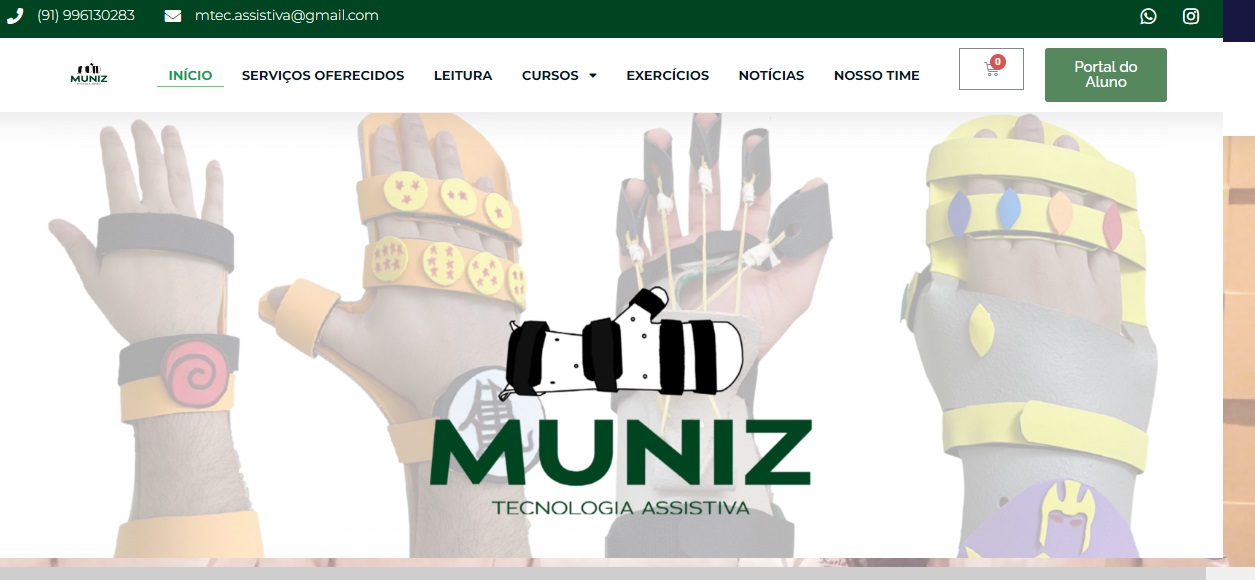 (91) 996130283 mtec.assistiva@gmail.com
MUNIZ
INÍCIO SERVIÇOS OFERECIDOS LEITURA CURSOS EXERCÍCIOS NOTÍCIAS NOSSO TIME
0
Portal do
Aluno
MUNIZ
TECNOLOGIA ASSISTIVA